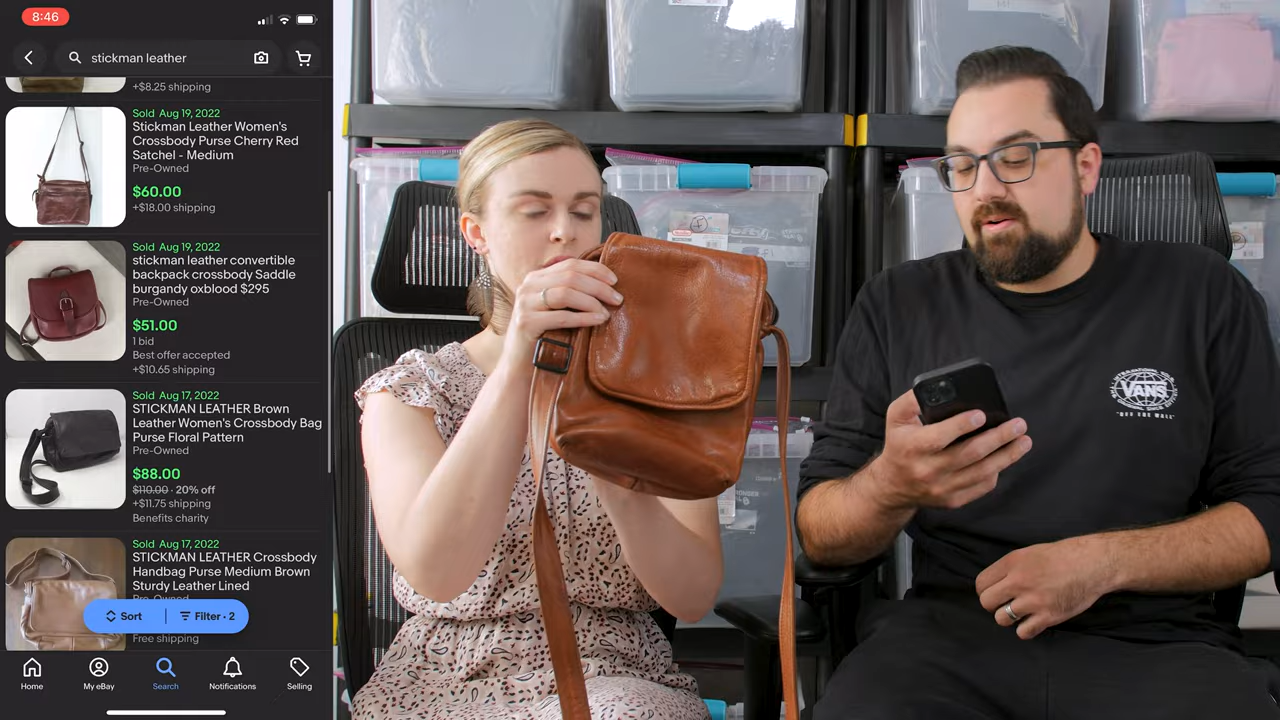 8:46
stickman leather
+$8.25 shipping
Sold Aug 19, 2022
Stickman Leather Women's
Crossbody Purse Cherry Red
Satchel - Medium
Pre-Owned
$60.00
+$18.00 shipping
Sold Aug 19, 2022
stickman leather convertible
backpack crossbody Saddle
burgandy oxblood $295
Pre-Owned
$51.00
1 bid
Best offer accepted
+$10.65 shipping
Sold Aug 17, 2022
STICKMAN LEATHER Brown
Leather Women's Crossbody Bag
Purse Floral Pattern
Pre-Owned
$88.00
$110.00 · 20% off
+$11.75 shipping
Benefits charity
Sold Aug 17, 2022
STICKMAN LEATHER Crossbody
Handbag Purse Medium Brown
Sturdy Leather Lined
Pre-Owned
Sort
Filter · 2
Free shipping
Home
My eBay
Search
Notifications
Selling
VANS
"OFF THE WALL"